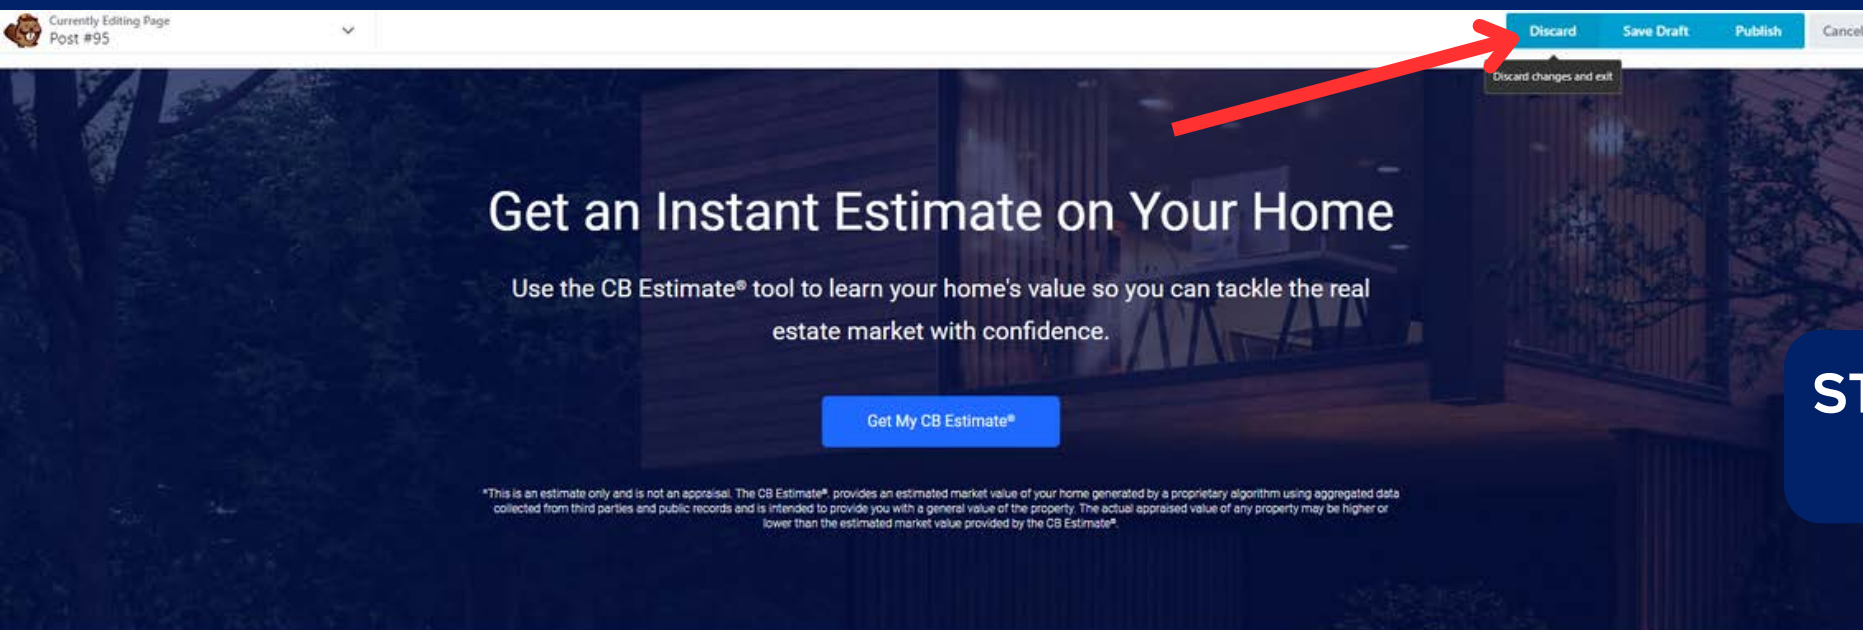 Currently Editing Page
Post #95
Discard
Save Draft
Publish
Cancel
Discard changes and exit
Get an Instant Estimate on Your Home
Use the CB Estimate® tool to learn your home's value so you can tackle the real
estate market with confidence.
Get My CB Estimate®
*This is an estimate only and is not an appraisal. The CB Estimate®, provides an estimated market value of your home generated by a proprietary algorithm using aggregated data
collected from third parties and public records and is intended to provide you with a general value of the property. The actual appraised value of any property may be higher or
lower than the estimated market value provided by the CB Estimate®.